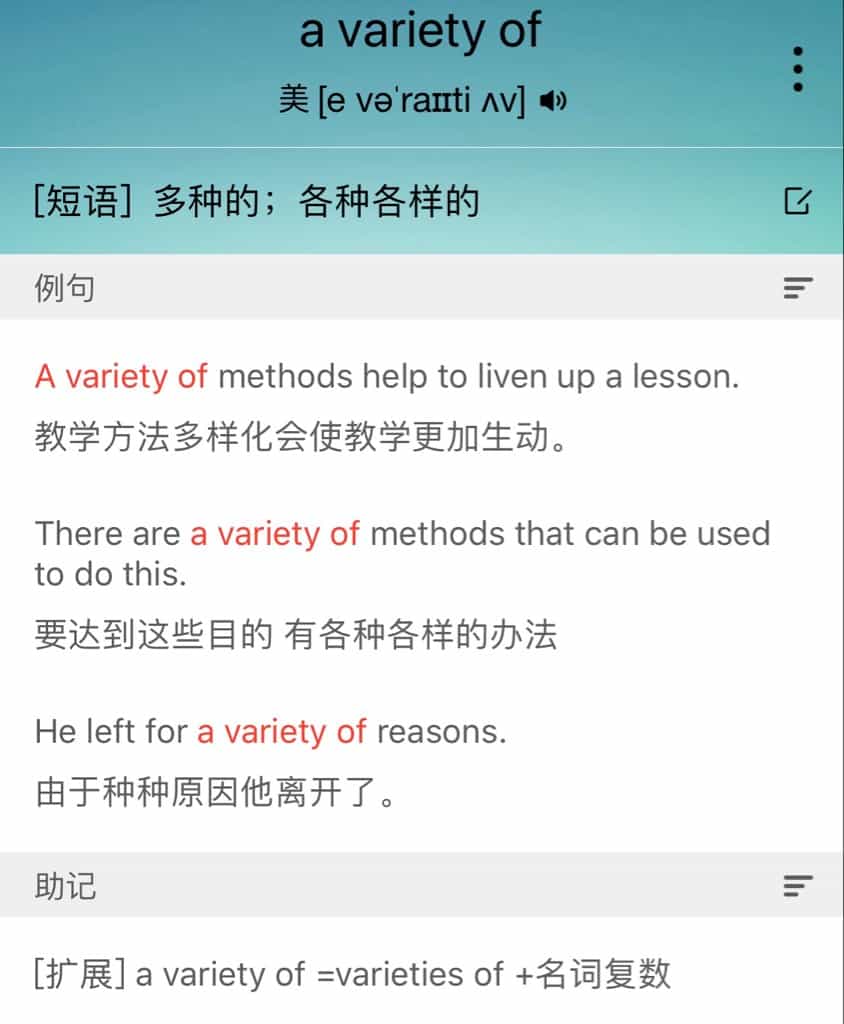 a variety of
美 [e vəˈraɪɪti ʌv]
[短语] 多种的；各种各样的
例句
A variety of methods help to liven up a lesson.
教学方法多样化会使教学更加生动。
There are a variety of methods that can be used
to do this.
要达到这些目的 有各种各样的办法
He left for a variety of reasons.
由于种种原因他离开了。
助记
[扩展] a variety of =varieties of +名词复数